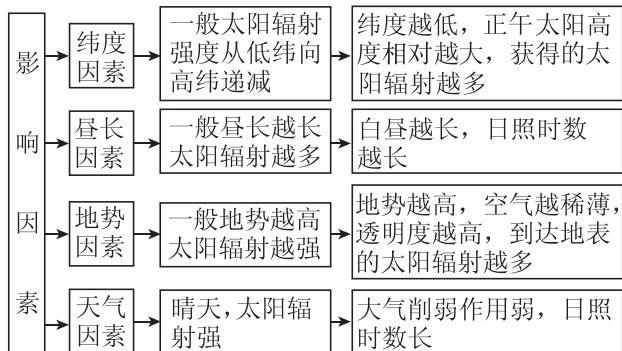 影响因素
纬度
因素
一般太阳辐射
强度从低纬向
高纬递减
纬度越低，正午太阳高
度相对越大，获得的太
阳辐射越多
昼长
因素
一般昼长越长
太阳辐射越多
白昼越长，日照时数
越长
地势
因素
一般地势越高
太阳辐射越强
地势越高，空气越稀薄，
透明度越高，到达地表
的太阳辐射越多
天气
因素
晴天，太阳辐
射强
大气削弱作用弱，日照
时数长